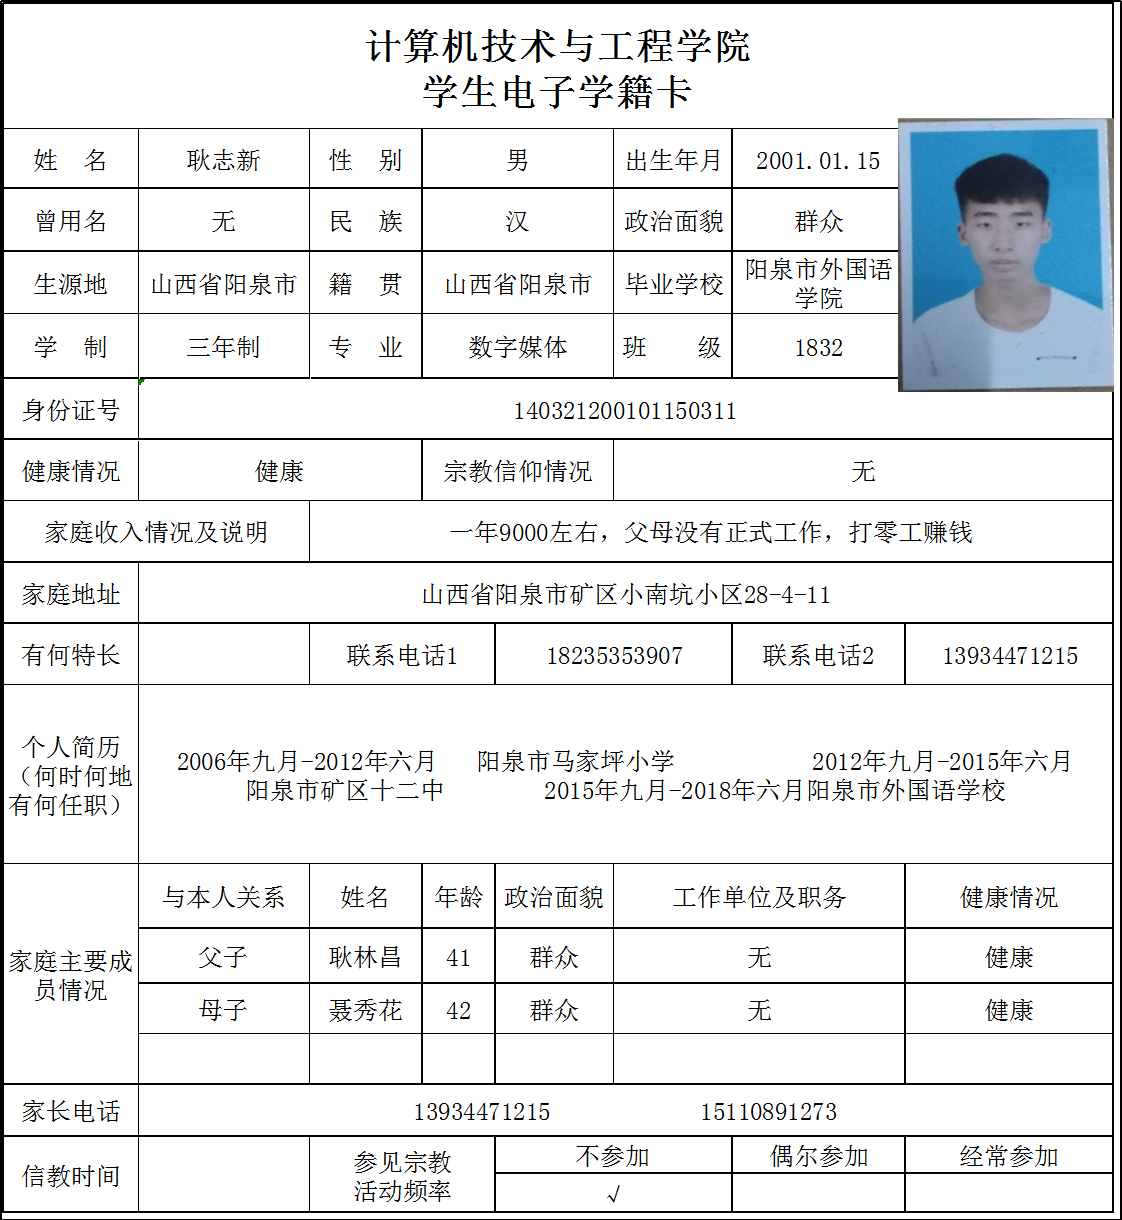 计算机技术与工程学院
学生电子学籍卡
姓 名 耿志新 性 别 男 出生年月 2001.01.15
曾用名 无 民 族 汉 政治面貌 群众
生源地 山西省阳泉市 籍 贯 山西省阳泉市 毕业学校 阳泉市外国语
学院
学 制 三年制 专 业 数字媒体 班 级 1832
身份证号 140321200101150311
健康情况 健康 宗教信仰情况 无
家庭收入情况及说明 一年9000左右，父母没有正式工作，打零工赚钱
家庭地址 山西省阳泉市矿区小南坑小区28-4-11
有何特长 联系电话1 18235353907 联系电话2 13934471215
个人简历
（何时何地
有何任职）
2006年九月-2012年六月 阳泉市马家坪小学 2012年九月-2015年六月
阳泉市矿区十二中 2015年九月-2018年六月阳泉市外国语学校
家庭主要成
员情况
与本人关系 姓名 年龄 政治面貌 工作单位及职务 健康情况
父子 耿林昌 41 群众 无 健康
母子 聂秀花 42 群众 无 健康
家长电话 13934471215 15110891273
信教时间 参见宗教
活动频率
不参加 偶尔参加 经常参加
√